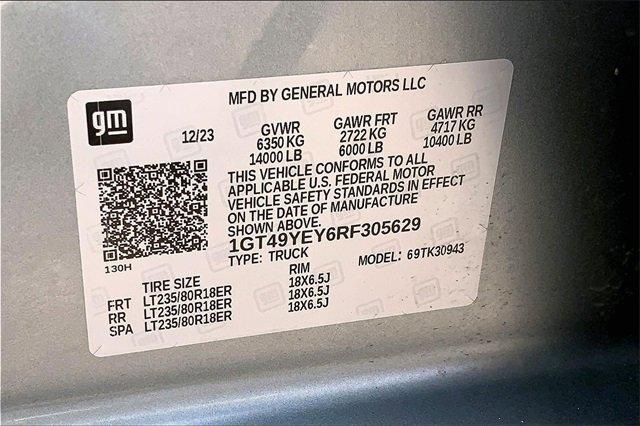 MFD BY GENERAL MOTORS LLC
gm
12/23
GVWR GAWR FRT GAWR RR
6350 KG 2722 KG 4717 KG
14000 LB 6000 LB 10400 LB
THIS VEHICLE CONFORMS TO ALL
APPLICABLE U.S. FEDERAL MOTOR
VEHICLE SAFETY STANDARDS IN EFFECT
ON THE DATE OF MANUFACTURE
SHOWN ABOVE.
1GT49YEY6RF305629
TYPE: TRUCK MODEL: 69TK30943
130H
TIRE SIZE RIM
FRT LT235/80R18ER 18X6.5J
RR LT235/80R18ER 18X6.5J
SPA LT235/80R18ER 18X6.5J